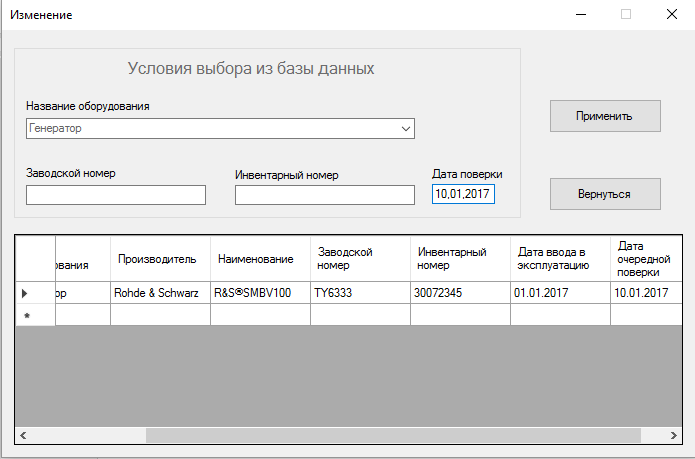 Изменение
Условия выбора из базы данных
Название оборудования
Генератор
Применить
Заводской номер
Инвентарный номер
Дата поверки
10,01,2017
Вернуться
ования
Производитель
Наименование
Заводской
номер
Инвентарный
номер
Дата ввода в
эксплуатацию
Дата
очередной
поверки
ор
Rohde & Schwarz
R&S®SMBV100
TY6333
30072345
01.01.2017
10.01.2017